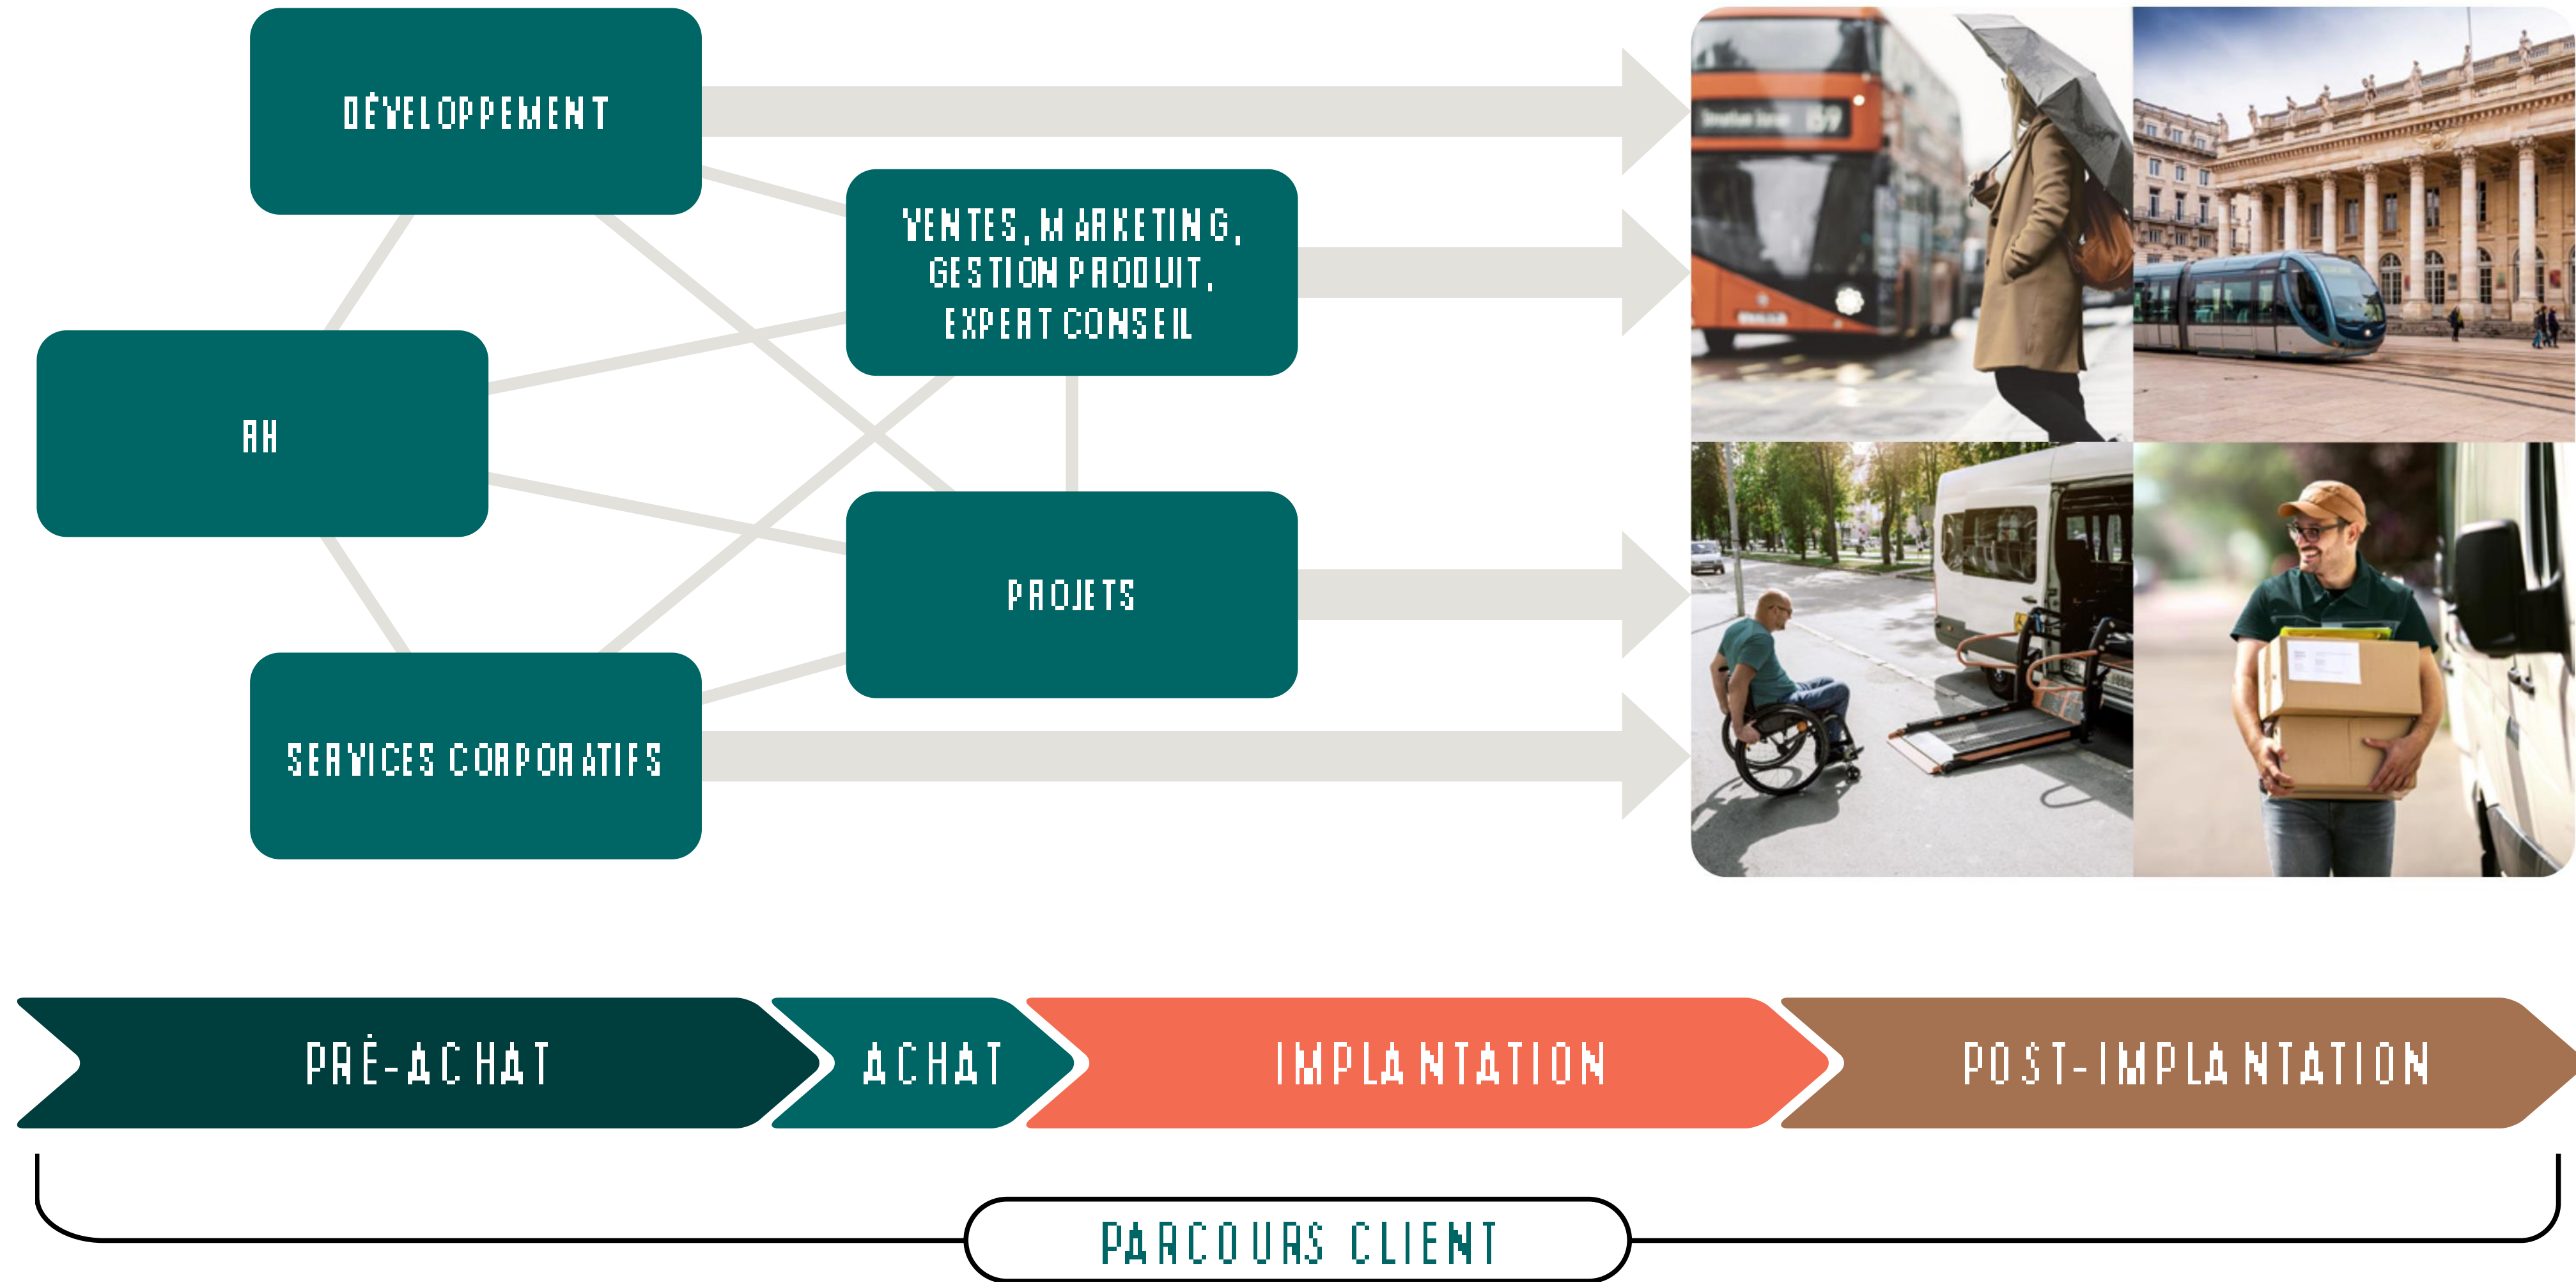 DÉVELOPPEMENT
VENTES, MARKETING,
GESTION PRODUIT,
EXPERT CONSEIL
RH
PROJETS
SERVICES CORPORATIFS
PRÉ-ACHAT
ACHAT
IMPLANTATION
POST-IMPLANTATION
PARCOURS CLIENT